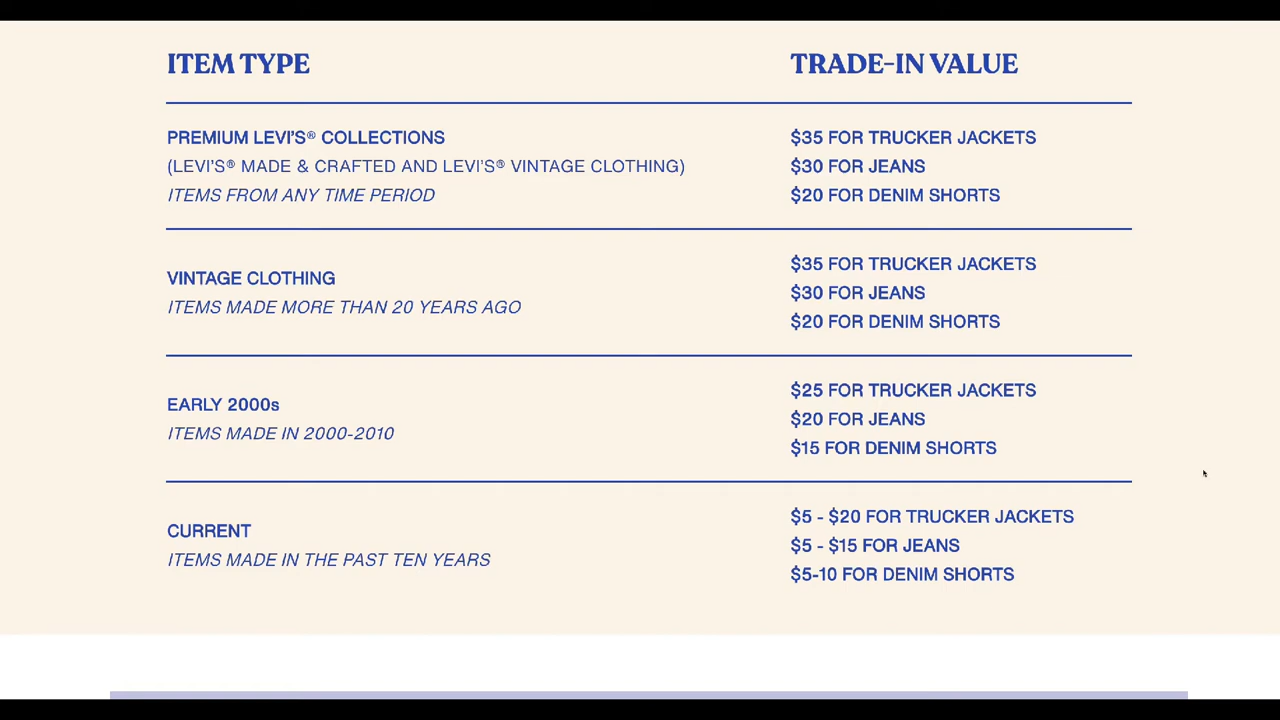 ITEM TYPE
TRADE-IN VALUE
PREMIUM LEVI'S® COLLECTIONS
(LEVI'S® MADE & CRAFTED AND LEVI'S® VINTAGE CLOTHING)
ITEMS FROM ANY TIME PERIOD
$35 FOR TRUCKER JACKETS
$30 FOR JEANS
$20 FOR DENIM SHORTS
VINTAGE CLOTHING
ITEMS MADE MORE THAN 20 YEARS AGO
$35 FOR TRUCKER JACKETS
$30 FOR JEANS
$20 FOR DENIM SHORTS
EARLY 2000s
ITEMS MADE IN 2000-2010
$25 FOR TRUCKER JACKETS
$20 FOR JEANS
$15 FOR DENIM SHORTS
CURRENT
ITEMS MADE IN THE PAST TEN YEARS
$5 - $20 FOR TRUCKER JACKETS
$5 - $15 FOR JEANS
$5-10 FOR DENIM SHORTS